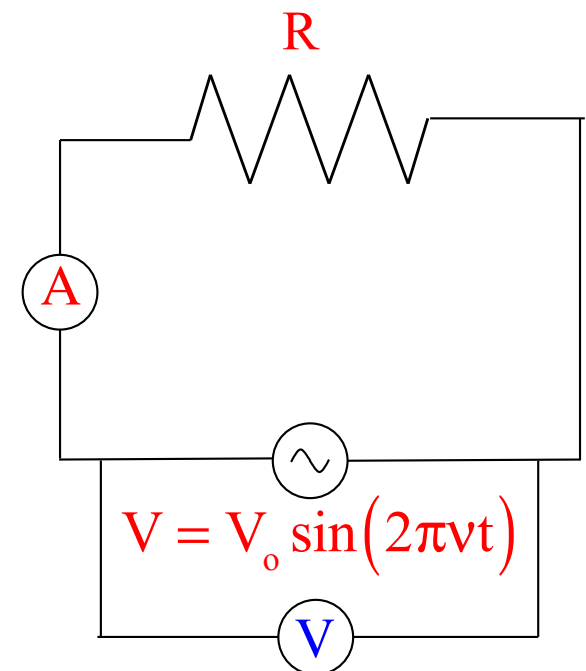 R
A
V = V₀ sin(2πνt)
V